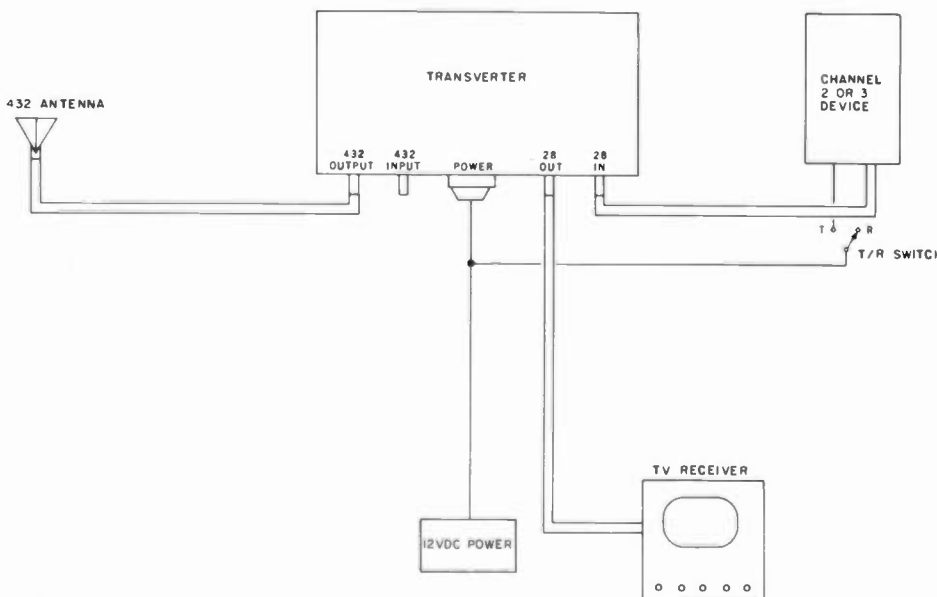 TRANSVERTER
CHANNEL
2 OR 3
DEVICE
432 ANTENNA
432
OUTPUT
432
INPUT
POWER
28
OUT
28
IN
T
R
T/R SWITCH
TV RECEIVER
12VDC POWER